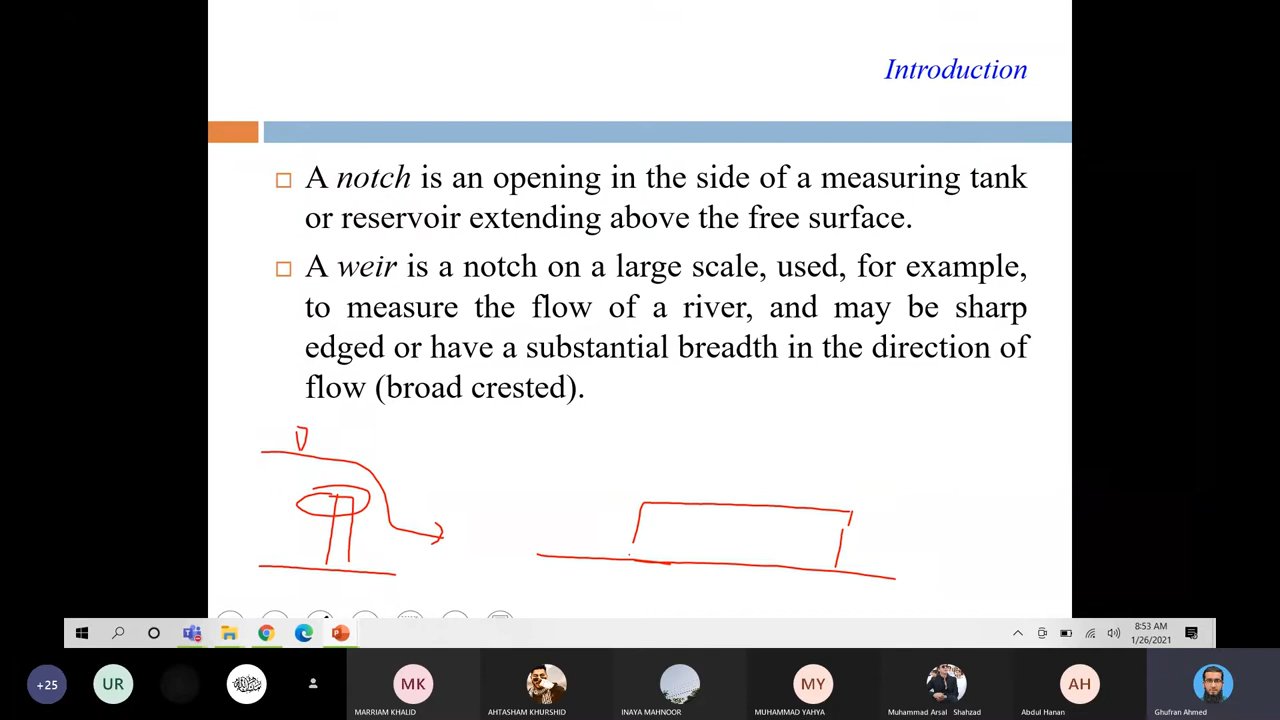 Introduction
A notch is an opening in the side of a measuring tank
or reservoir extending above the free surface.
A weir is a notch on a large scale, used, for example,
to measure the flow of a river, and may be sharp
edged or have a substantial breadth in the direction of
flow (broad crested).
8:53 AM
1/26/2021
+25
UR
MK
MY
AH
MARRIAM KHALID
AHTASHAM KHURSHID
INAYA MAHNOOR
MUHAMMAD YAHYA
Muhammad Arsal Shahzad
Abdul Hanan
Ghufran Ahmed